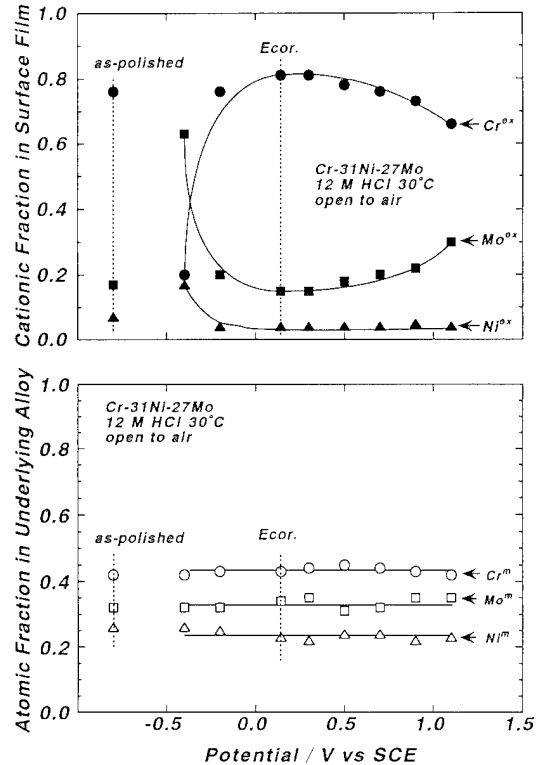 Cationic Fraction in Surface Film
1.0
0.8
0.6
0.4
0.2
0.0
as-polished
Ecor.
Cr-31Ni-27Mo
12 M HCl 30°C
open to air
Cr^ox
Mo^ox
Ni^ox
Atomic Fraction in Underlying Alloy
1.0
0.8
0.6
0.4
0.2
0.0
Cr-31Ni-27Mo
12 M HCl 30°C
open to air
as-polished
Ecor.
Cr^m
Mo^m
Ni^m
-0.5 0.0 0.5 1.0 1.5
Potential / V vs SCE